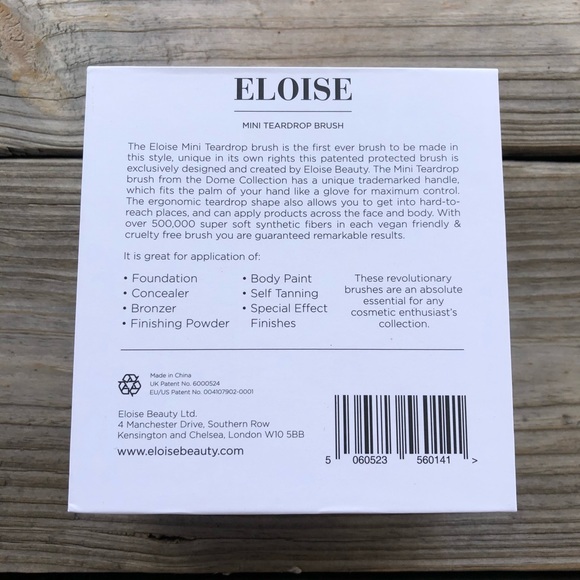 ELOISE
MINI TEARDROP BRUSH
The Eloise Mini Teardrop brush is the first ever brush to be made in
this style, unique in its own rights this patented protected brush is
exclusively designed and created by Eloise Beauty. The Mini Teardrop
brush from the Dome Collection has a unique trademarked handle,
which fits the palm of your hand like a glove for maximum control.
The ergonomic teardrop shape also allows you to get into hard-to-
reach places, and can apply products across the face and body. With
over 500,000 super soft synthetic fibers in each vegan friendly &
cruelty free brush you are guaranteed remarkable results.
It is great for application of:
• Foundation
• Concealer
• Bronzer
• Finishing Powder
• Body Paint
• Self Tanning
• Special Effect
Finishes
These revolutionary
brushes are an absolute
essential for any
cosmetic enthusiast's
collection.
Made in China
UK Patent No. 6000524
EU/US Patent No. 004107902-0001
Eloise Beauty Ltd.
4 Manchester Drive, Southern Row
Kensington and Chelsea, London W10 5BB
www.eloisebeauty.com
5 060523 560141 >